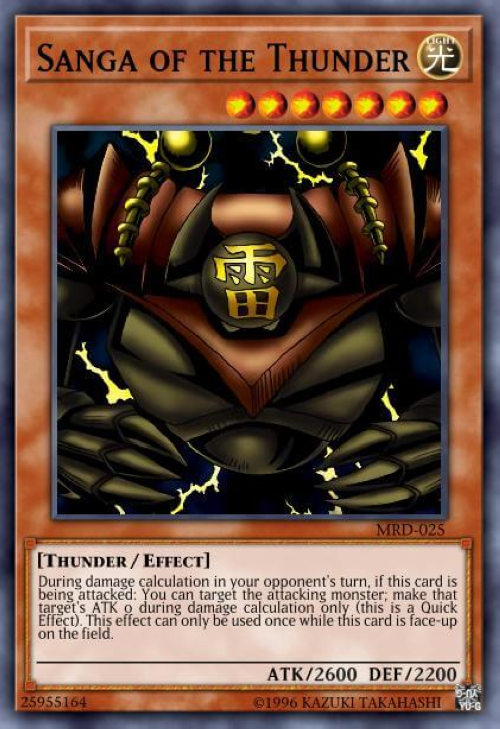 SANGA OF THE THUNDER
LIGHT
光
雷
MRD-025
[THUNDER / EFFECT]
During damage calculation in your opponent's turn, if this card is
being attacked: You can target the attacking monster; make that
target's ATK 0 during damage calculation only (this is a Quick
Effect). This effect can only be used once while this card is face-up
on the field.
ATK/2600 DEF/2200
25955164
©1996 KAZUKI TAKAHASHI